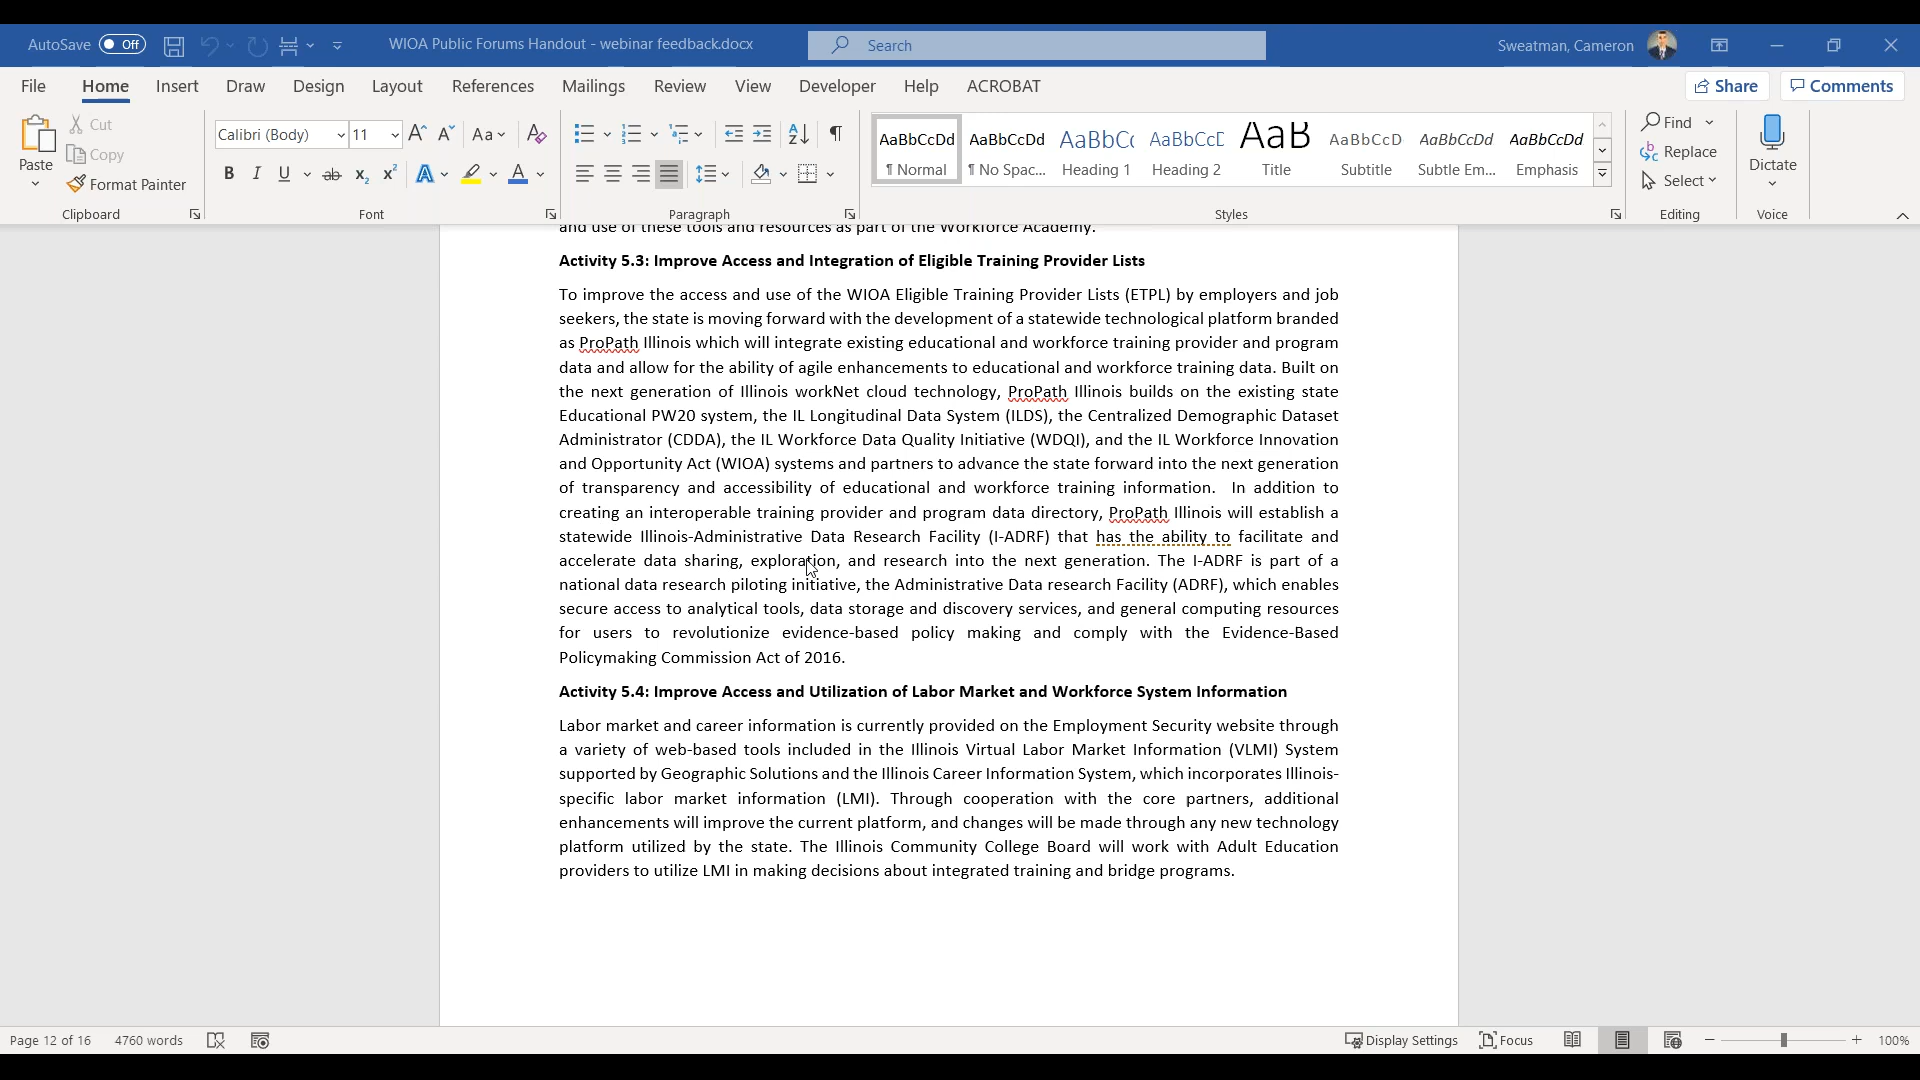 AutoSave Off WIOA Public Forums Handout - webinar feedback.docx Search Sweatman, Cameron
File Home Insert Draw Design Layout References Mailings Review View Developer Help ACROBAT Share Comments
Paste Cut Copy Format Painter Clipboard
Calibri (Body) 11 Aa B I U ab x₂ x² A A Font
Paragraph
AaBbCcDd ¶ Normal
AaBbCcDd ¶ No Spac...
AaBbC( Heading 1
AaBbCcE Heading 2
AaB Title
AaBbCcD Subtitle
AaBbCcDd Subtle Em...
AaBbCcDd Emphasis
Styles
Find Replace Select Editing
Dictate Voice
and use of these tools and resources as part of the Workforce Academy.
Activity 5.3: Improve Access and Integration of Eligible Training Provider Lists
To improve the access and use of the WIOA Eligible Training Provider Lists (ETPL) by employers and job
seekers, the state is moving forward with the development of a statewide technological platform branded
as ProPath Illinois which will integrate existing educational and workforce training provider and program
data and allow for the ability of agile enhancements to educational and workforce training data. Built on
the next generation of Illinois workNet cloud technology, ProPath Illinois builds on the existing state
Educational PW20 system, the IL Longitudinal Data System (ILDS), the Centralized Demographic Dataset
Administrator (CDDA), the IL Workforce Data Quality Initiative (WDQI), and the IL Workforce Innovation
and Opportunity Act (WIOA) systems and partners to advance the state forward into the next generation
of transparency and accessibility of educational and workforce training information. In addition to
creating an interoperable training provider and program data directory, ProPath Illinois will establish a
statewide Illinois-Administrative Data Research Facility (I-ADRF) that has the ability to facilitate and
accelerate data sharing, exploration, and research into the next generation. The I-ADRF is part of a
national data research piloting initiative, the Administrative Data research Facility (ADRF), which enables
secure access to analytical tools, data storage and discovery services, and general computing resources
for users to revolutionize evidence-based policy making and comply with the Evidence-Based
Policymaking Commission Act of 2016.
Activity 5.4: Improve Access and Utilization of Labor Market and Workforce System Information
Labor market and career information is currently provided on the Employment Security website through
a variety of web-based tools included in the Illinois Virtual Labor Market Information (VLMI) System
supported by Geographic Solutions and the Illinois Career Information System, which incorporates Illinois-
specific labor market information (LMI). Through cooperation with the core partners, additional
enhancements will improve the current platform, and changes will be made through any new technology
platform utilized by the state. The Illinois Community College Board will work with Adult Education
providers to utilize LMI in making decisions about integrated training and bridge programs.
Page 12 of 16 4760 words Display Settings Focus 100%